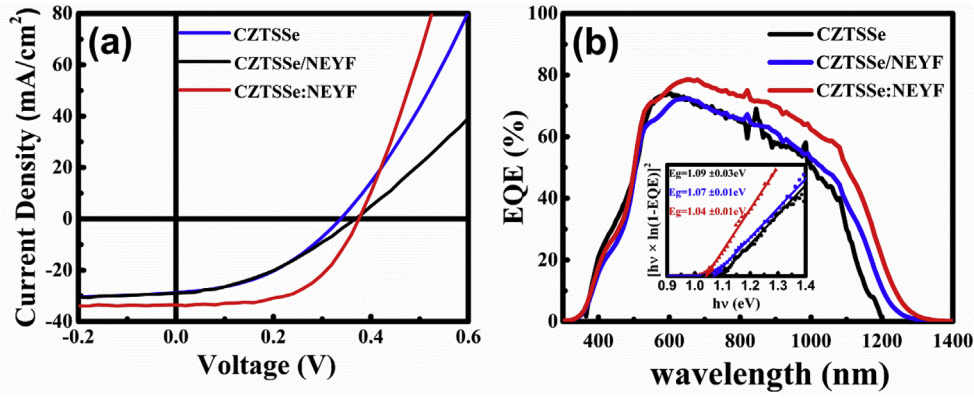 (a)
CZTSSe
CZTSSe/NEYF
CZTSSe:NEYF
Current Density (mA/cm²)
80
60
40
20
0
-20
-40
-0.2
0.0
0.2
0.4
0.6
Voltage (V)
(b)
CZTSSe
CZTSSe/NEYF
CZTSSe:NEYF
EQE (%)
100
80
60
40
20
0
Eg=1.09 ±0.03eV
Eg=1.07 ±0.01eV
Eg=1.04 ±0.01eV
[hν × ln(1-EQE)]²
0.9
1.0
1.1
1.2
1.3
1.4
hν (eV)
400
600
800
1000
1200
1400
wavelength (nm)